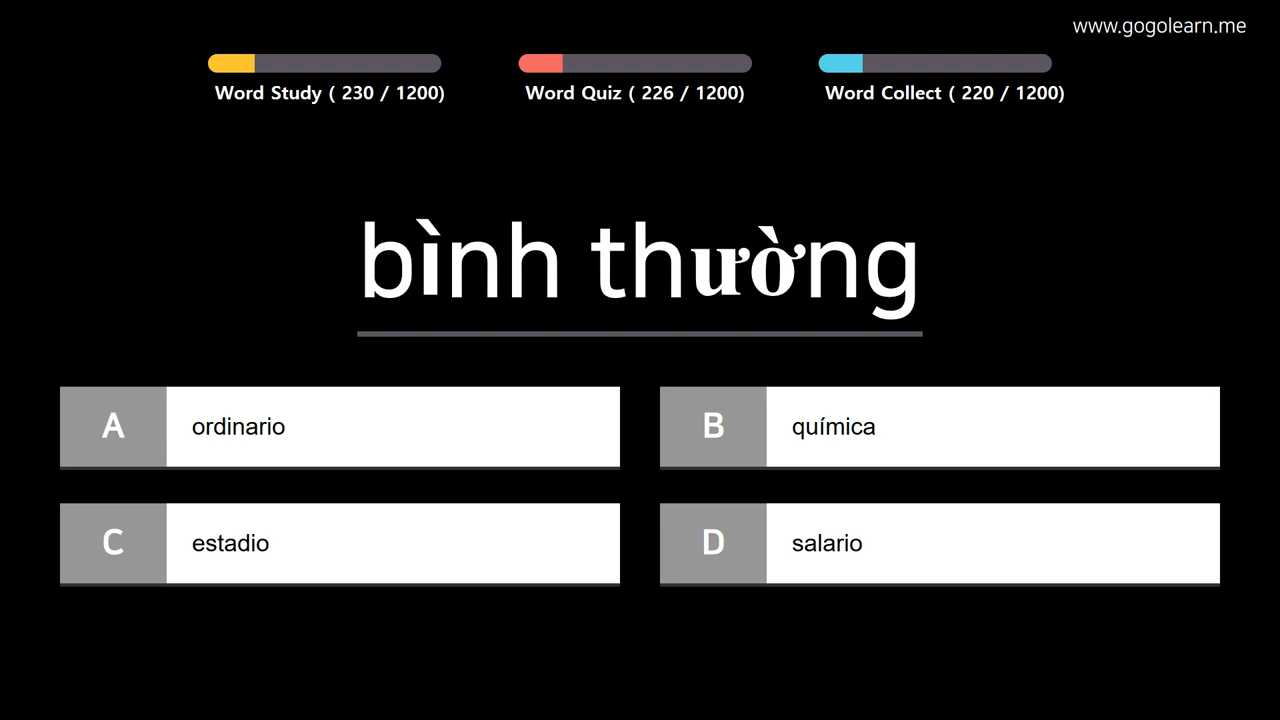 www.gogolearn.me
Word Study ( 230 / 1200)
Word Quiz ( 226 / 1200)
Word Collect ( 220 / 1200)
bình thường
A ordinario
B química
C estadio
D salario